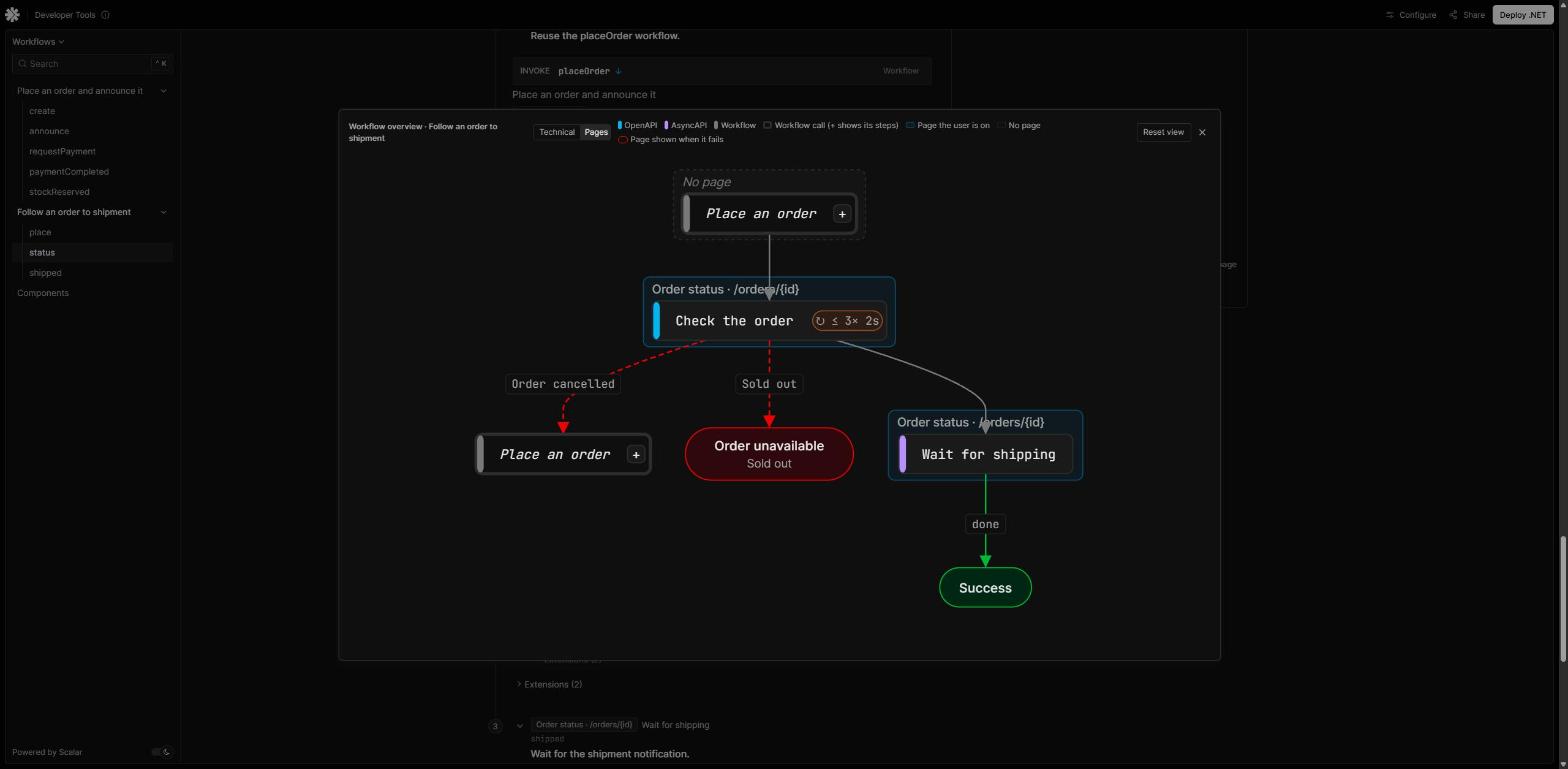 Developer Tools
Configure
Share
Deploy .NET
Workflows
Search
^ K
Place an order and announce it
create
announce
requestPayment
paymentCompleted
stockReserved
Follow an order to shipment
place
status
shipped
Components
Powered by Scalar
Reuse the placeOrder workflow.
INVOKE placeOrder ↓
Workflow
Place an order and announce it
Workflow overview · Follow an order to
shipment
Technical
Pages
OpenAPI
AsyncAPI
Workflow
Workflow call (+ shows its steps)
Page the user is on
No page
Page shown when it fails
Reset view
No page
Place an order
+
Order status · /orders/{id}
Check the order
↻ ≤ 3× 2s
Order cancelled
Sold out
Place an order
+
Order unavailable
Sold out
Order status · /orders/{id}
Wait for shipping
done
Success
Extensions (2)
3
Order status · /orders/{id}
Wait for shipping
shipped
Wait for the shipment notification.